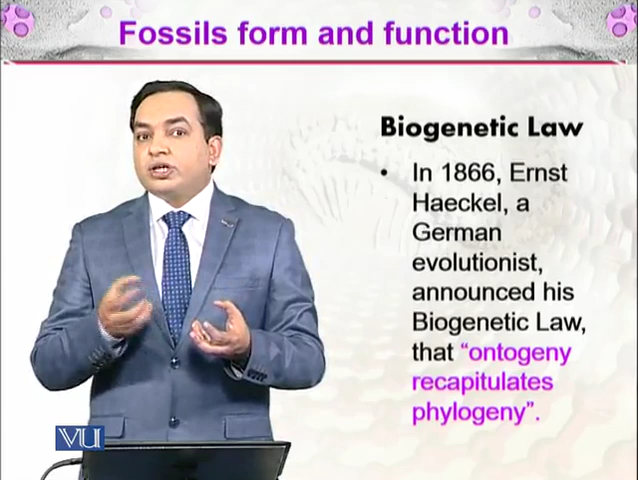 Fossils form and function
Biogenetic Law
• In 1866, Ernst
Haeckel, a
German
evolutionist,
announced his
Biogenetic Law,
that “ontogeny
recapitulates
phylogeny”.
VU